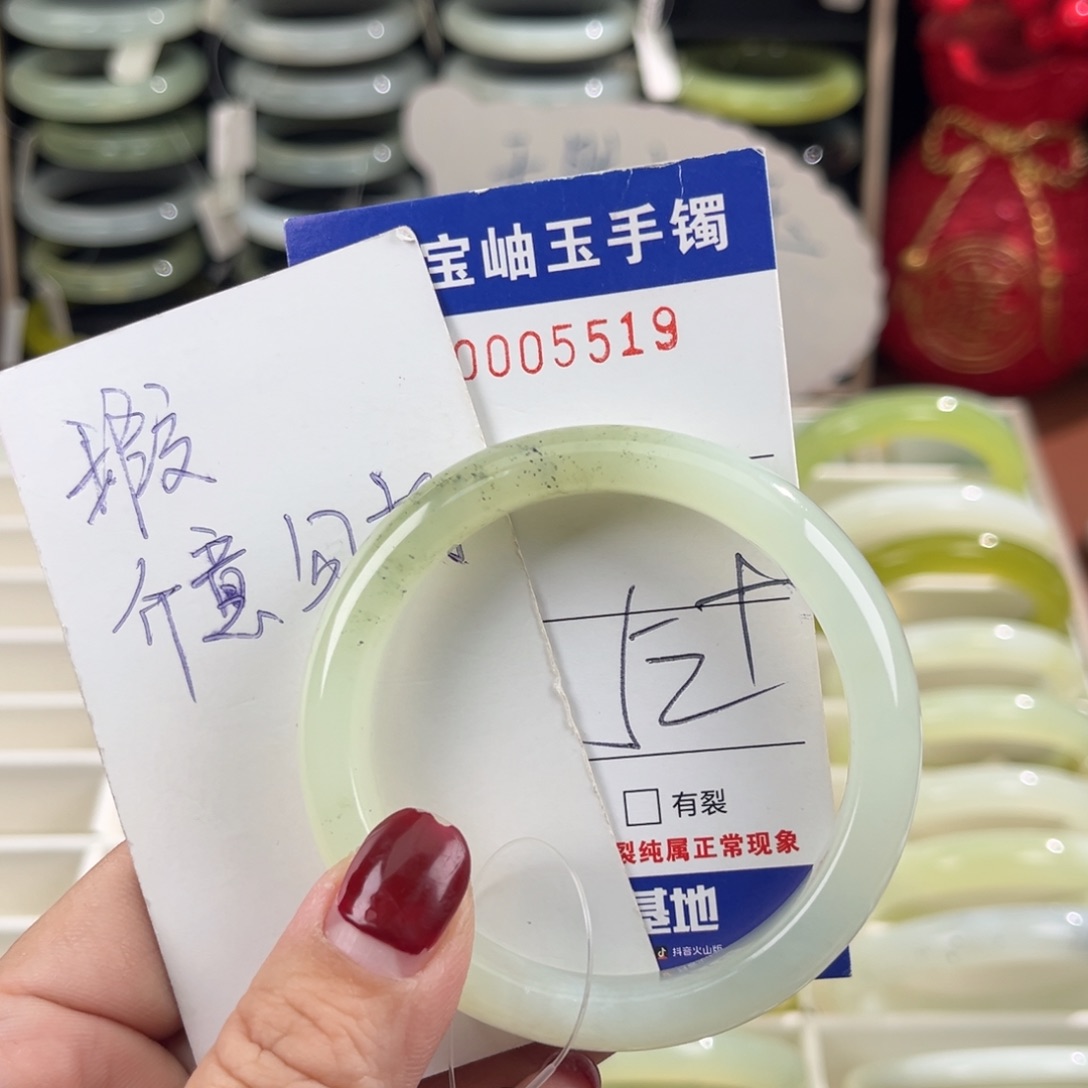 宝岫玉手镯
0005519
瑕
介意勿拍
有裂
裂纯属正常现象
基地
抖音火山版